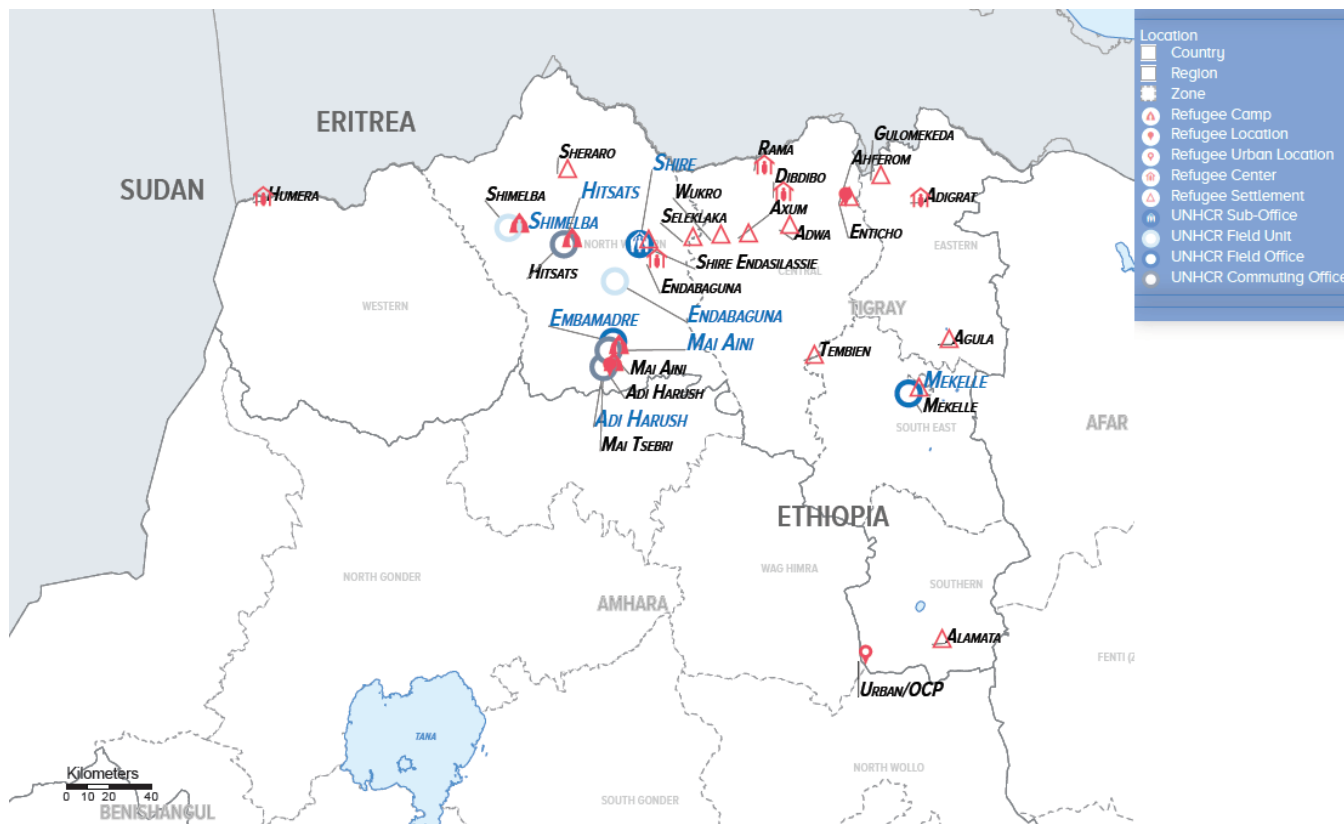 Location
Country
Region
Zone
Refugee Camp
Refugee Location
Refugee Urban Location
Refugee Center
Refugee Settlement
UNHCR Sub-Office
UNHCR Field Unit
UNHCR Field Office
UNHCR Commuting Office
ERITREA
SUDAN
HUMERA
SHERARO
SHIMELBA
SHIMELBA
HITSATS
HITSATS
SHIRE
NORTH
WUKRO
SELEKLAKA
RAMA
DIBDIBO
AXUM
ADWA
GULOMEKEDA
AHFEROM
ADIGRAT
ENTICHO
EASTERN
SHIRE ENDASILASSIE
CENTRAL
ENDABAGUNA
WESTERN
TIGRAY
ENDABAGUNA
EMBAMADRE
MAI AINI
TEMBIEN
AGULA
MAI AINI
ADI HARUSH
MEKELLE
MEKELLE
ADI HARUSH
MAI TSEBRI
SOUTH EAST
AFAR
ETHIOPIA
NORTH GONDER
WAG HIMRA
SOUTHERN
AMHARA
ALAMATA
FENTI (
URBAN/OCP
TANA
NORTH WOLLO
SOUTH GONDER
Kilometers
0 10 20 40
BENISHANGUL